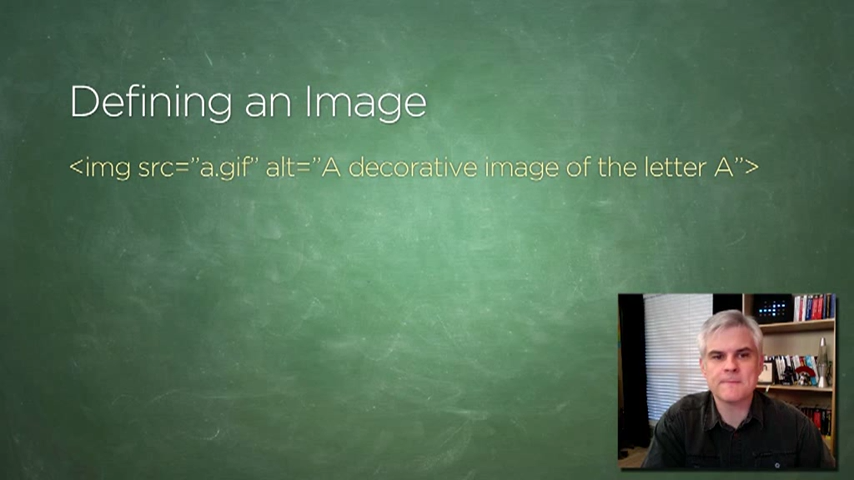 Defining an Image
<img src=”a.gif” alt=”A decorative image of the letter A”>